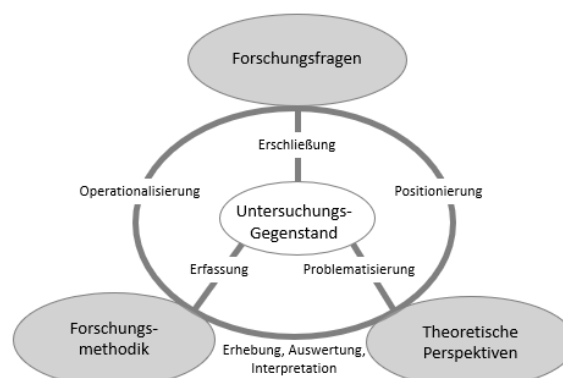 Forschungsfragen
Erschließung
Operationalisierung
Positionierung
Untersuchungs-
Gegenstand
Erfassung
Problematisierung
Forschungs-
methodik
Theoretische
Perspektiven
Erhebung, Auswertung,
Interpretation